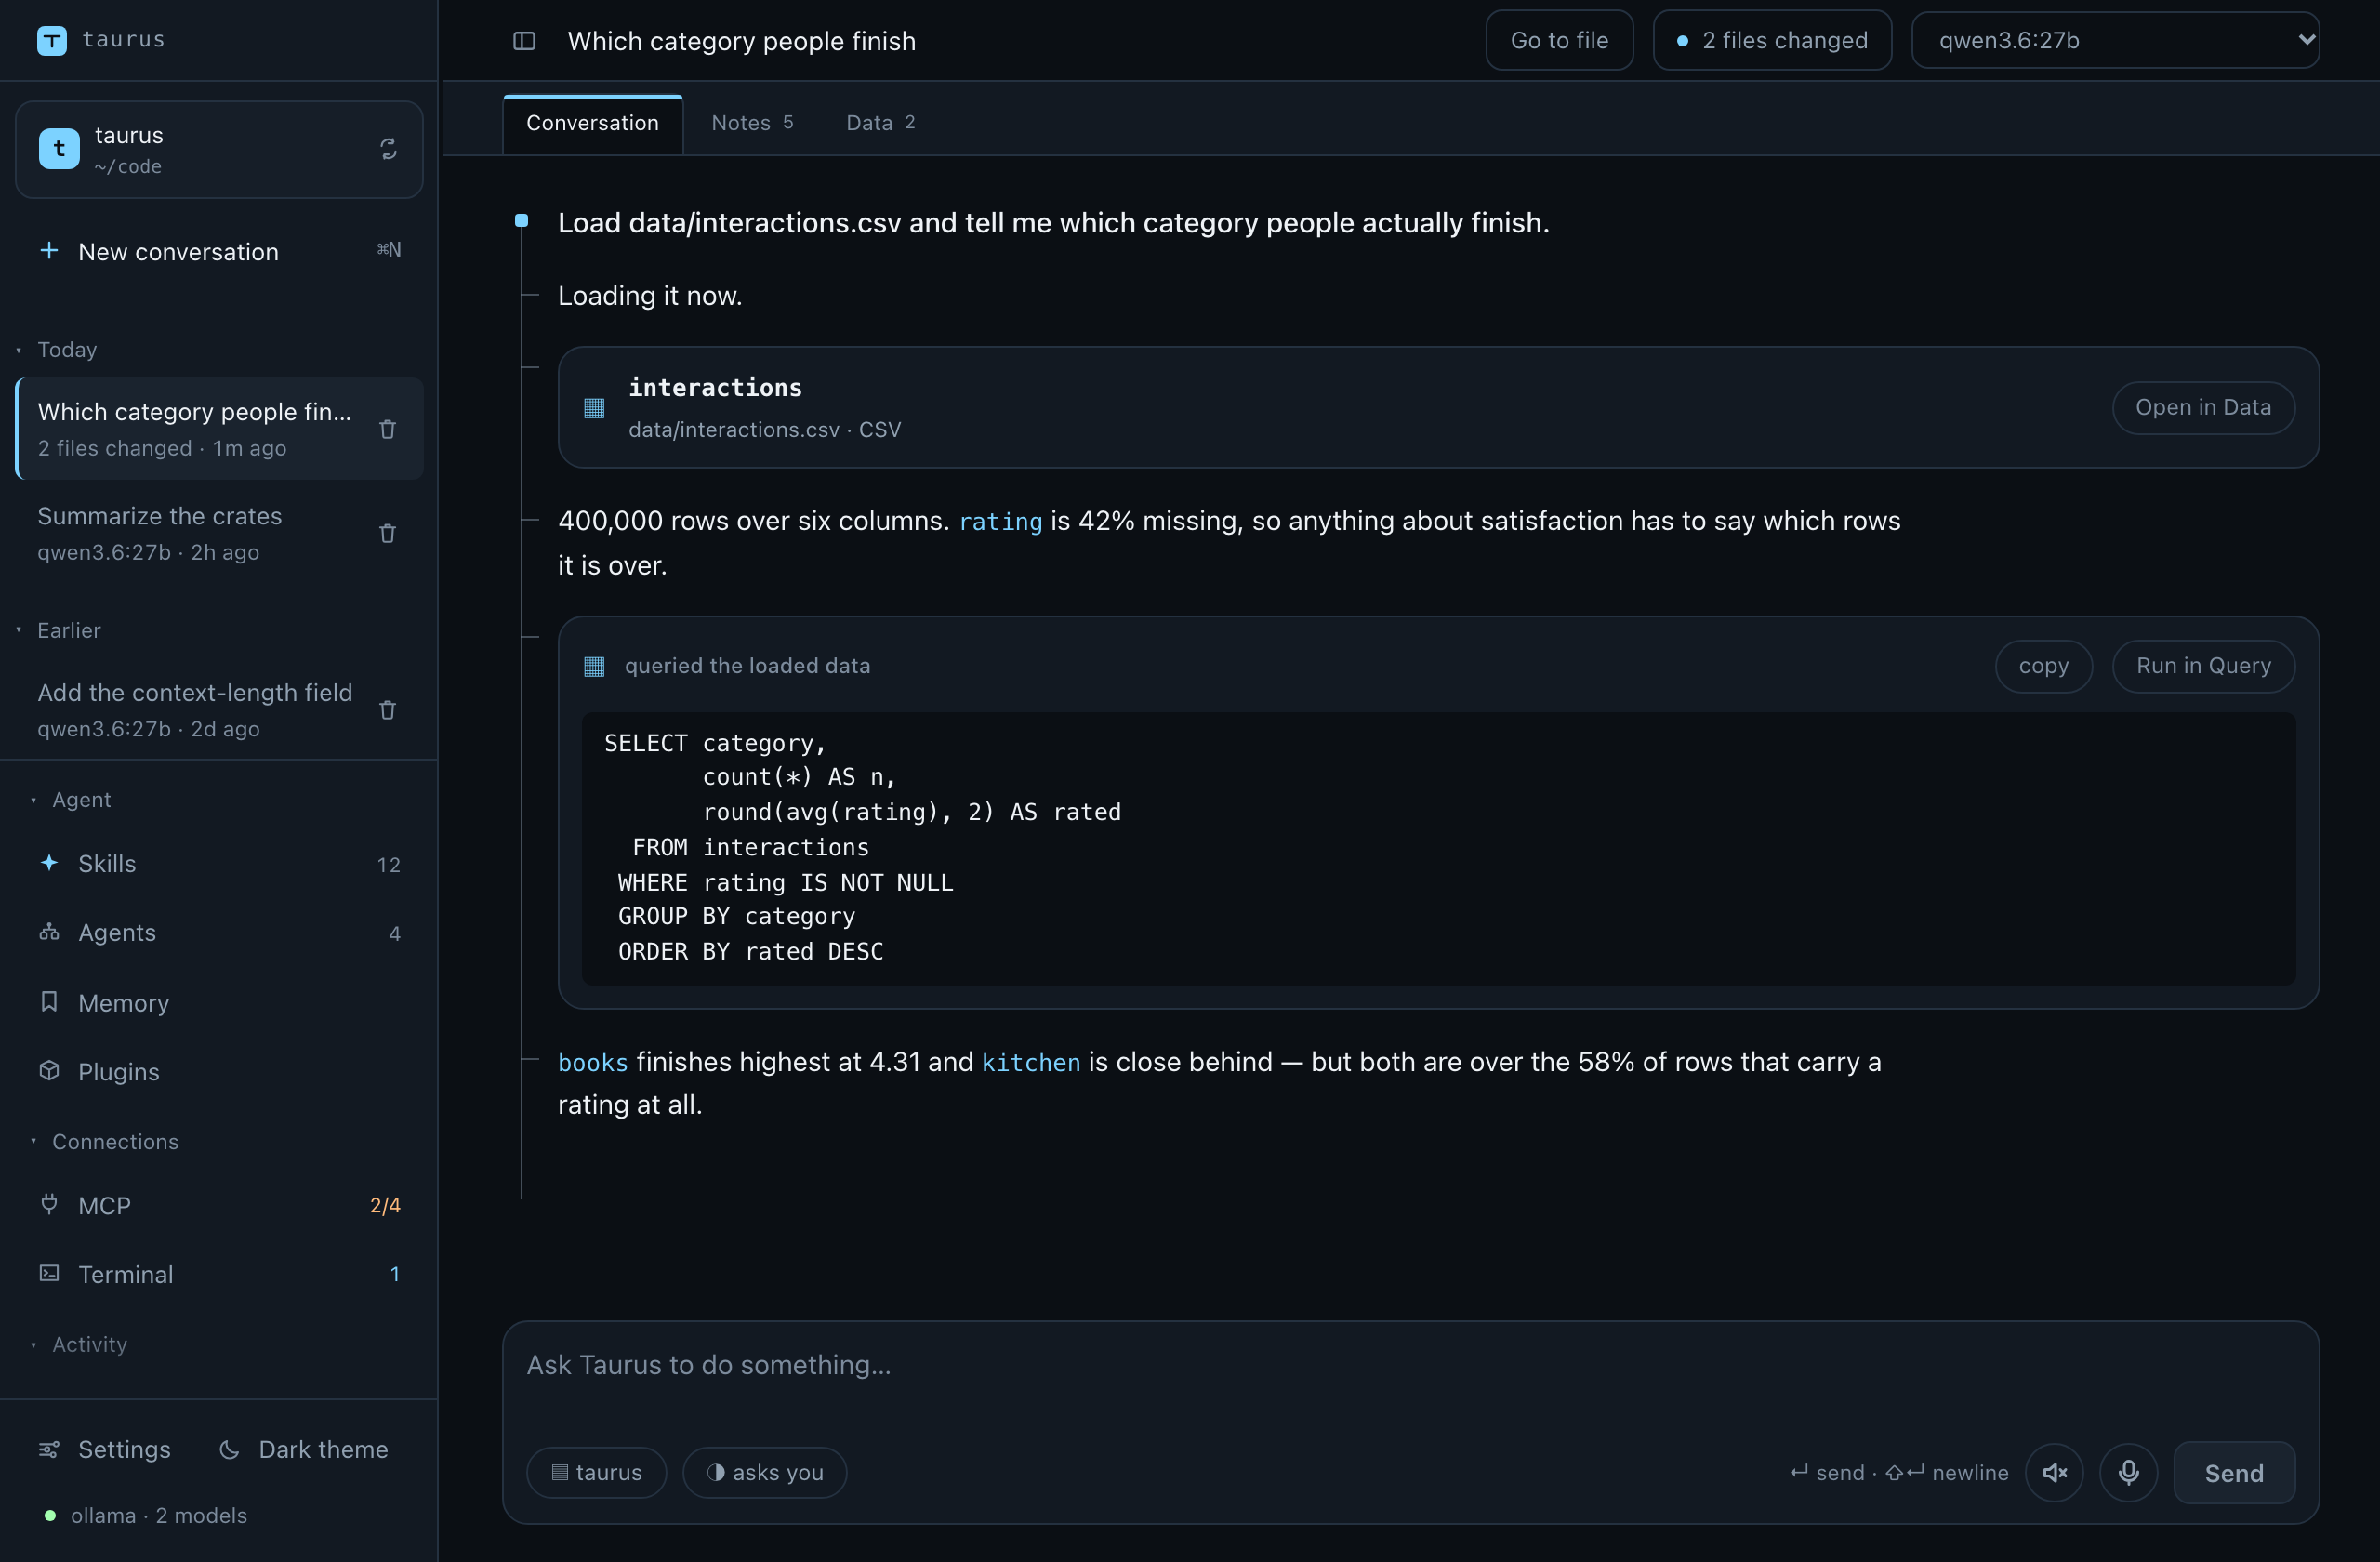 taurus
t
taurus
~/code
New conversation ⌘N
Today
Which category people fin...
2 files changed · 1m ago
Summarize the crates
qwen3.6:27b · 2h ago
Earlier
Add the context-length field
qwen3.6:27b · 2d ago
Agent
Skills 12
Agents 4
Memory
Plugins
Connections
MCP 2/4
Terminal 1
Activity
Settings Dark theme
ollama · 2 models
Which category people finish Go to file 2 files changed qwen3.6:27b
Conversation Notes 5 Data 2
Load data/interactions.csv and tell me which category people actually finish.
Loading it now.
interactions
data/interactions.csv · CSV
Open in Data
400,000 rows over six columns. rating is 42% missing, so anything about satisfaction has to say which rows
it is over.
queried the loaded data copy Run in Query
SELECT category,
count(*) AS n,
round(avg(rating), 2) AS rated
FROM interactions
WHERE rating IS NOT NULL
GROUP BY category
ORDER BY rated DESC
books finishes highest at 4.31 and kitchen is close behind — but both are over the 58% of rows that carry a
rating at all.
Ask Taurus to do something...
taurus asks you ↵ send · ⇧↵ newline Send